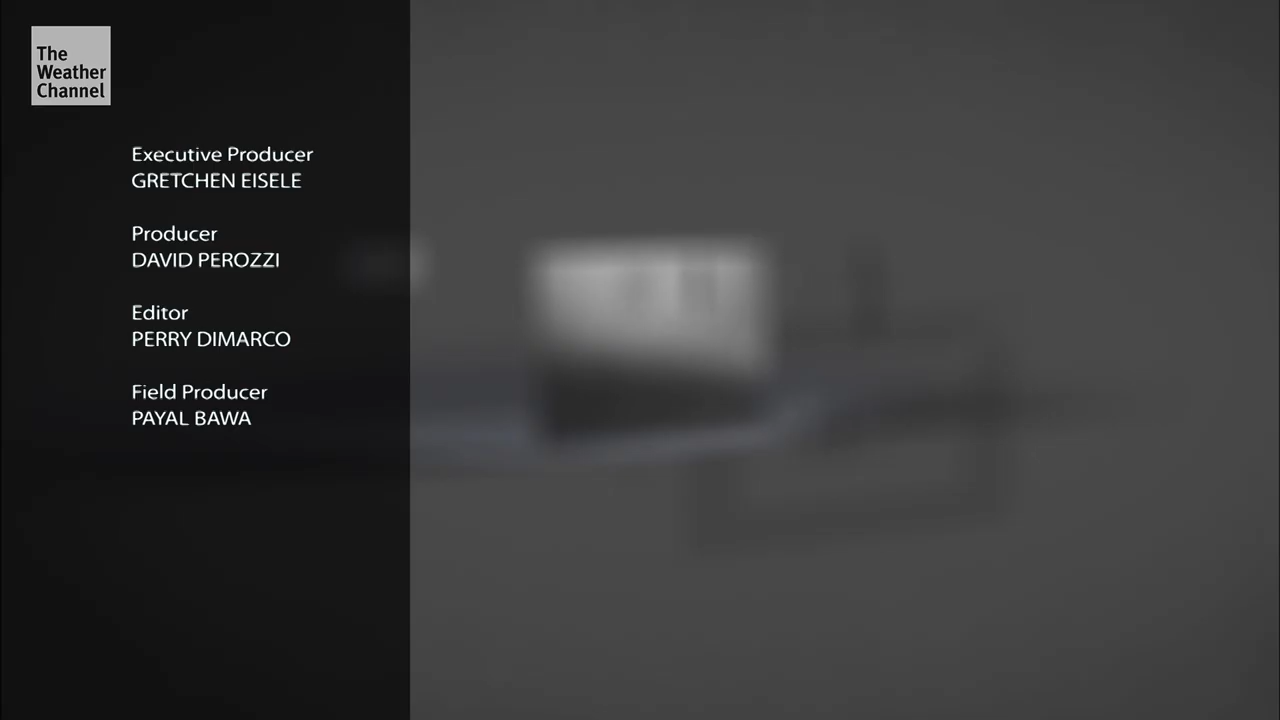 The
Weather
Channel
Executive Producer
GRETCHEN EISELE
Producer
DAVID PEROZZI
Editor
PERRY DIMARCO
Field Producer
PAYAL BAWA